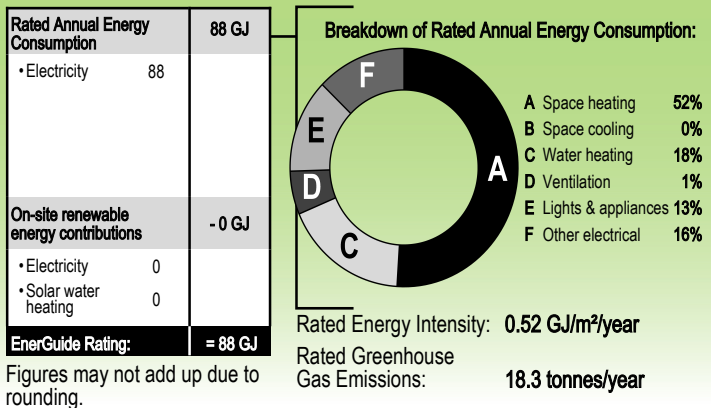 Rated Annual Energy Consumption 88 GJ
• Electricity 88
On-site renewable energy contributions - 0 GJ
• Electricity 0
• Solar water heating 0
EnerGuide Rating: = 88 GJ
Figures may not add up due to
rounding.
Breakdown of Rated Annual Energy Consumption:
F
E
D
C
A
A Space heating 52%
B Space cooling 0%
C Water heating 18%
D Ventilation 1%
E Lights & appliances 13%
F Other electrical 16%
Rated Energy Intensity: 0.52 GJ/m²/year
Rated Greenhouse
Gas Emissions: 18.3 tonnes/year